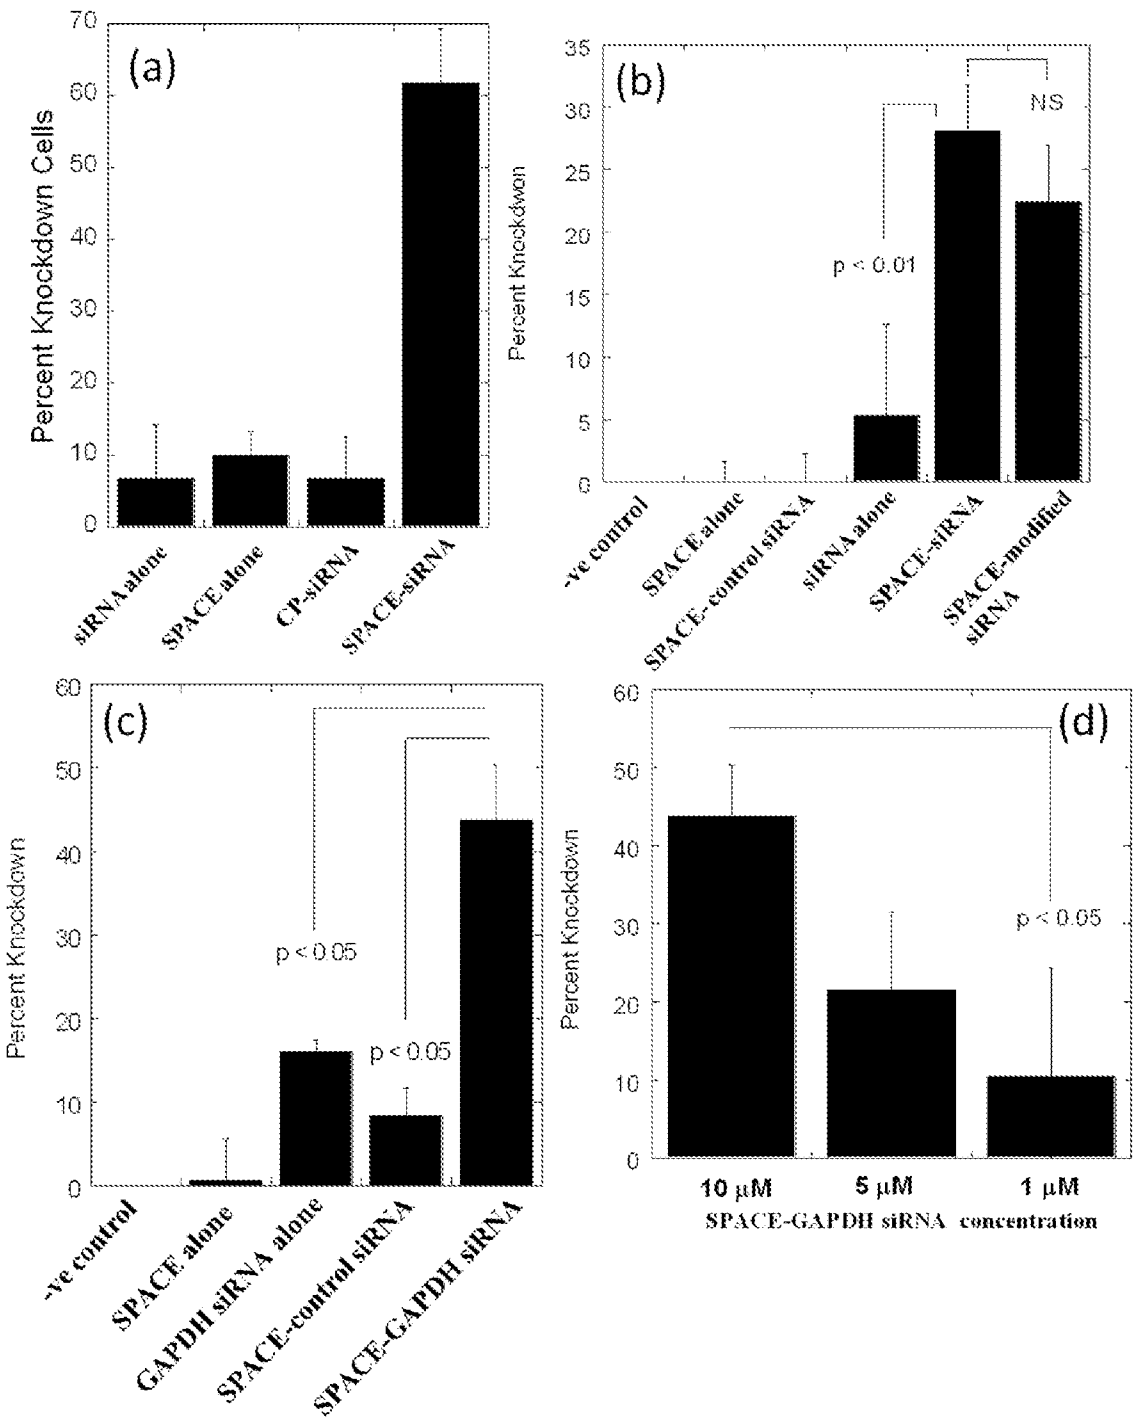 (a)
Percent Knockdown Cells
70
60
50
40
30
20
10
0
siRNA alone
SPACE alone
CP-siRNA
SPACE-siRNA
(b)
Percent Knockdwon
35
30
25
20
15
10
5
0
NS
p < 0.01
-ve control
SPACE alone
SPACE- control siRNA
siRNA alone
SPACE-siRNA
SPACE-modified
siRNA
(c)
Percent Knockdown
60
50
40
30
20
10
0
p < 0.05
p < 0.05
-ve control
SPACE alone
GAPDH siRNA alone
SPACE-control siRNA
SPACE-GAPDH siRNA
(d)
Percent Knockdown
60
50
40
30
20
10
0
p < 0.05
10 µM
5 µM
1 µM
SPACE-GAPDH siRNA concentration